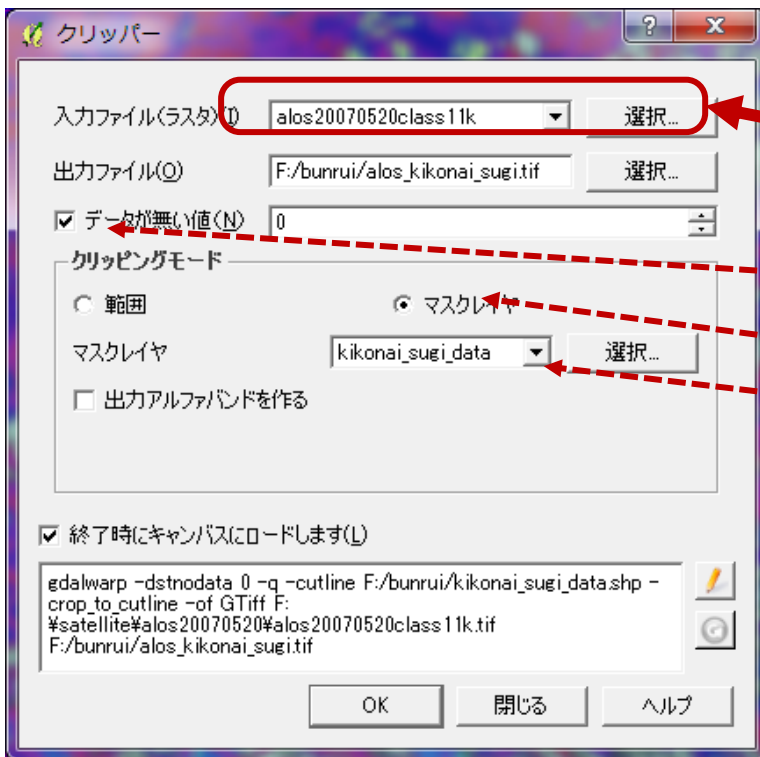 クリッパー
入力ファイル(ラスタ)(I) alos20070520class11k 選択...
出力ファイル(O) F:/bunrui/alos_kikonai_sugi.tif 選択...
データが無い値(N) 0
クリッピングモード
範囲 マスクレイヤ
マスクレイヤ kikonai_sugi_data 選択...
出力アルファバンドを作る
終了時にキャンバスにロードします(L)
gdalwarp -dstnodata 0 -q -cutline F:/bunrui/kikonai_sugi_data.shp -
crop_to_cutline -of GTiff F:
¥satellite¥alos20070520¥alos20070520class11k.tif
F:/bunrui/alos_kikonai_sugi.tif
OK 閉じる ヘルプ